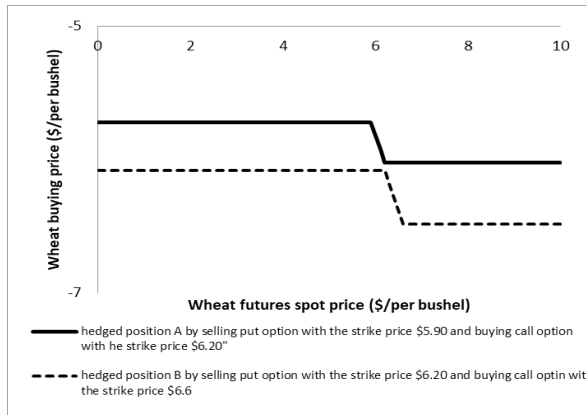 -5
0 2 4 6 8 10
Wheat buying price ($/per bushel)
-7
Wheat futures spot price ($/per bushel)
hedged position A by selling put option with the strike price $5.90 and buying call option
with he strike price $6.20"
hedged position B by selling put option with the strike price $6.20 and buying call optin wit
the strike price $6.6